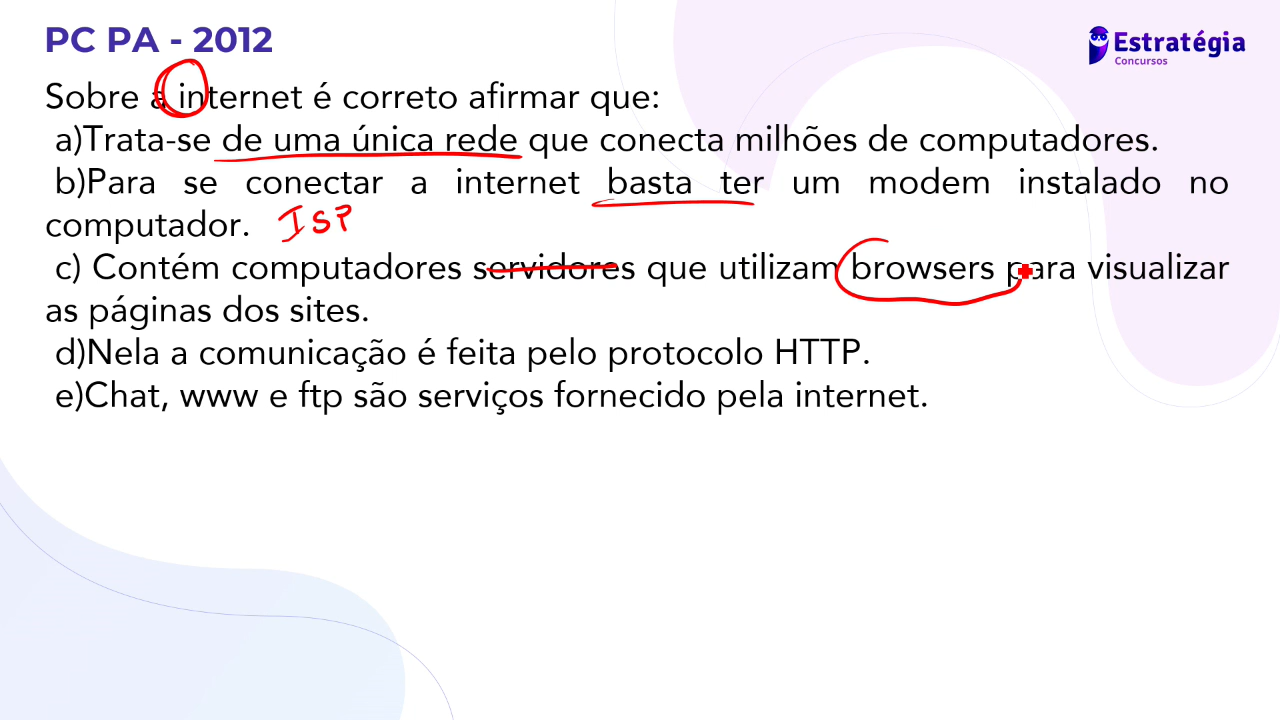 PC PA - 2012
Estratégia
Concursos
Sobre a internet é correto afirmar que:
a)Trata-se de uma única rede que conecta milhões de computadores.
b)Para se conectar a internet basta ter um modem instalado no
computador. ISP
c) Contém computadores servidores que utilizam browsers para visualizar
as páginas dos sites.
d)Nela a comunicação é feita pelo protocolo HTTP.
e)Chat, www e ftp são serviços fornecido pela internet.